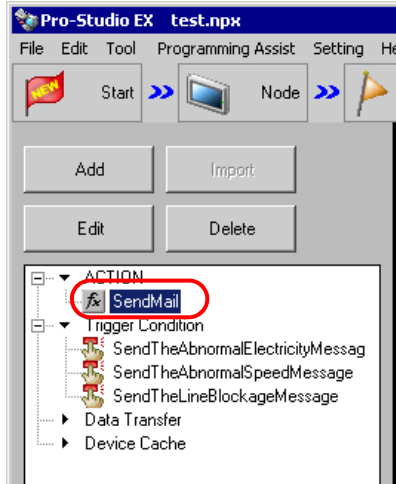 Pro-Studio EX test.npx
File Edit Tool Programming Assist Setting He
NEW Start Node
Add Import
Edit Delete
ACTION
fx SendMail
Trigger Condition
SendTheAbnormalElectricityMessag
SendTheAbnormalSpeedMessage
SendTheLineBlockageMessage
Data Transfer
Device Cache